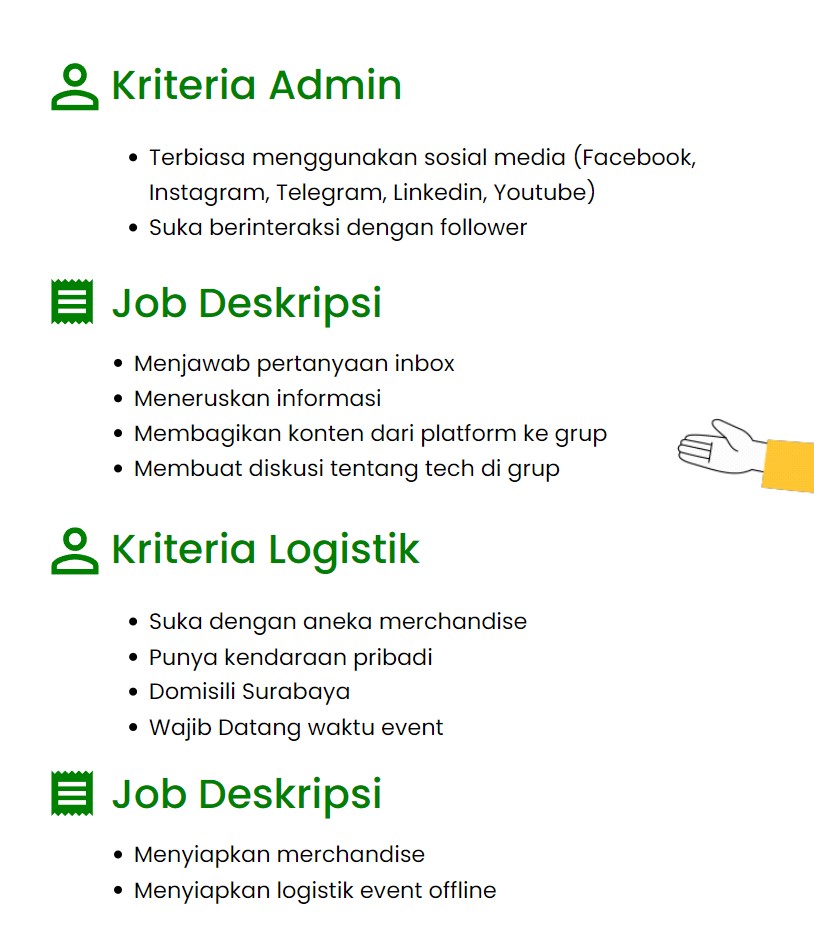 Kriteria Admin
Terbiasa menggunakan sosial media (Facebook,
Instagram, Telegram, Linkedin, Youtube)
Suka berinteraksi dengan follower
Job Deskripsi
Menjawab pertanyaan inbox
Meneruskan informasi
Membagikan konten dari platform ke grup
Membuat diskusi tentang tech di grup
Kriteria Logistik
Suka dengan aneka merchandise
Punya kendaraan pribadi
Domisili Surabaya
Wajib Datang waktu event
Job Deskripsi
Menyiapkan merchandise
Menyiapkan logistik event offline